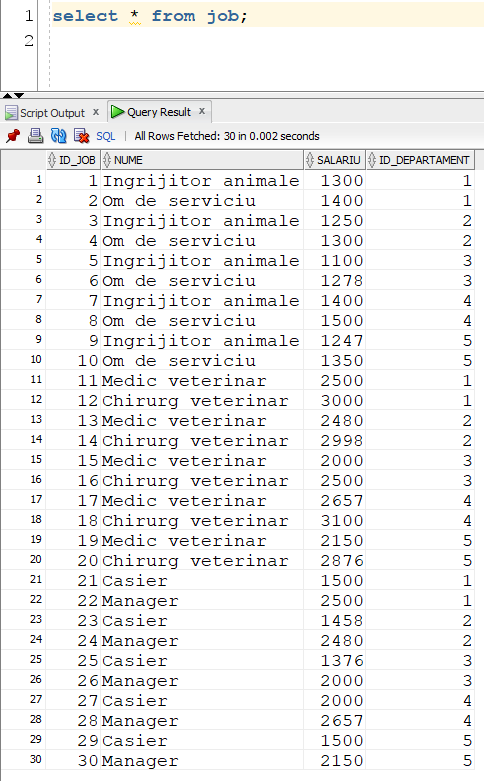 1 select * from job;
2
Script Output x Query Result x
SQL | All Rows Fetched: 30 in 0.002 seconds
ID_JOB NUME SALARIU ID_DEPARTAMENT
1 1 Ingrijitor animale 1300 1
2 2 Om de serviciu 1400 1
3 3 Ingrijitor animale 1250 2
4 4 Om de serviciu 1300 2
5 5 Ingrijitor animale 1100 3
6 6 Om de serviciu 1278 3
7 7 Ingrijitor animale 1400 4
8 8 Om de serviciu 1500 4
9 9 Ingrijitor animale 1247 5
10 10 Om de serviciu 1350 5
11 11 Medic veterinar 2500 1
12 12 Chirurg veterinar 3000 1
13 13 Medic veterinar 2480 2
14 14 Chirurg veterinar 2998 2
15 15 Medic veterinar 2000 3
16 16 Chirurg veterinar 2500 3
17 17 Medic veterinar 2657 4
18 18 Chirurg veterinar 3100 4
19 19 Medic veterinar 2150 5
20 20 Chirurg veterinar 2876 5
21 21 Casier 1500 1
22 22 Manager 2500 1
23 23 Casier 1458 2
24 24 Manager 2480 2
25 25 Casier 1376 3
26 26 Manager 2000 3
27 27 Casier 2000 4
28 28 Manager 2657 4
29 29 Casier 1500 5
30 30 Manager 2150 5